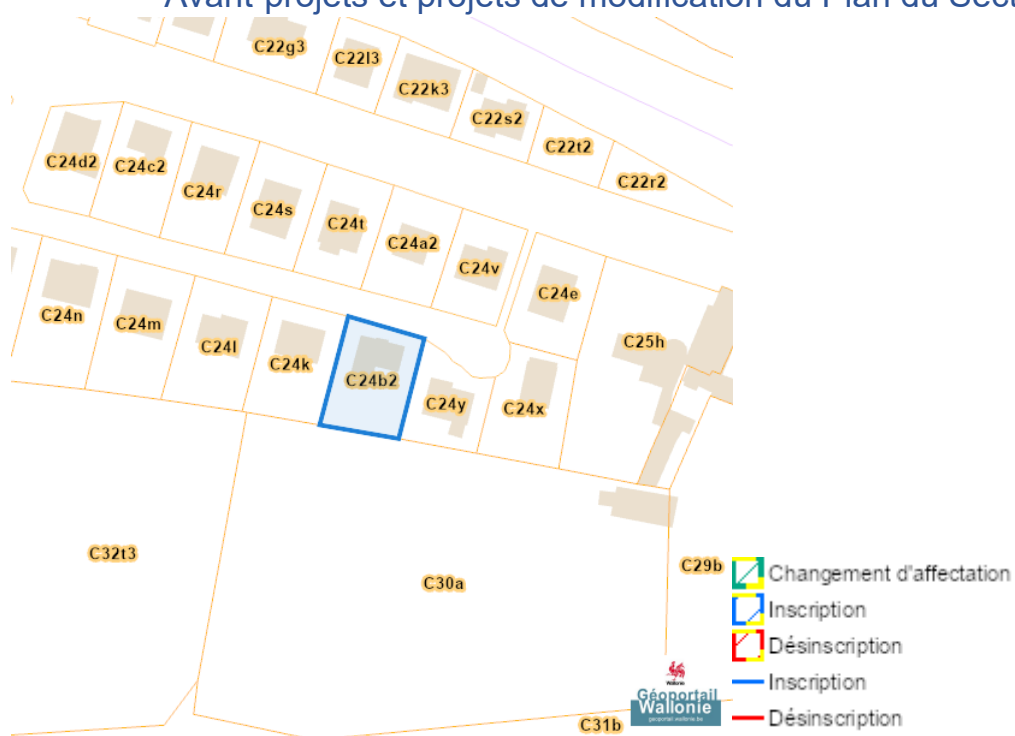 Avant-projets et projets de modification du Plan du Sect
C22g3
C22l3
C22k3
C22s2
C22t2
C22r2
C24d2
C24c2
C24r
C24s
C24t
C24a2
C24v
C24e
C24n
C24m
C24l
C24k
C24b2
C24y
C24x
C25h
C32t3
C30a
C29b
C31b
Wallonie
Géoportail
Wallonie
geoportail.wallonie.be
Changement d'affectation
Inscription
Désinscription
Inscription
Désinscription